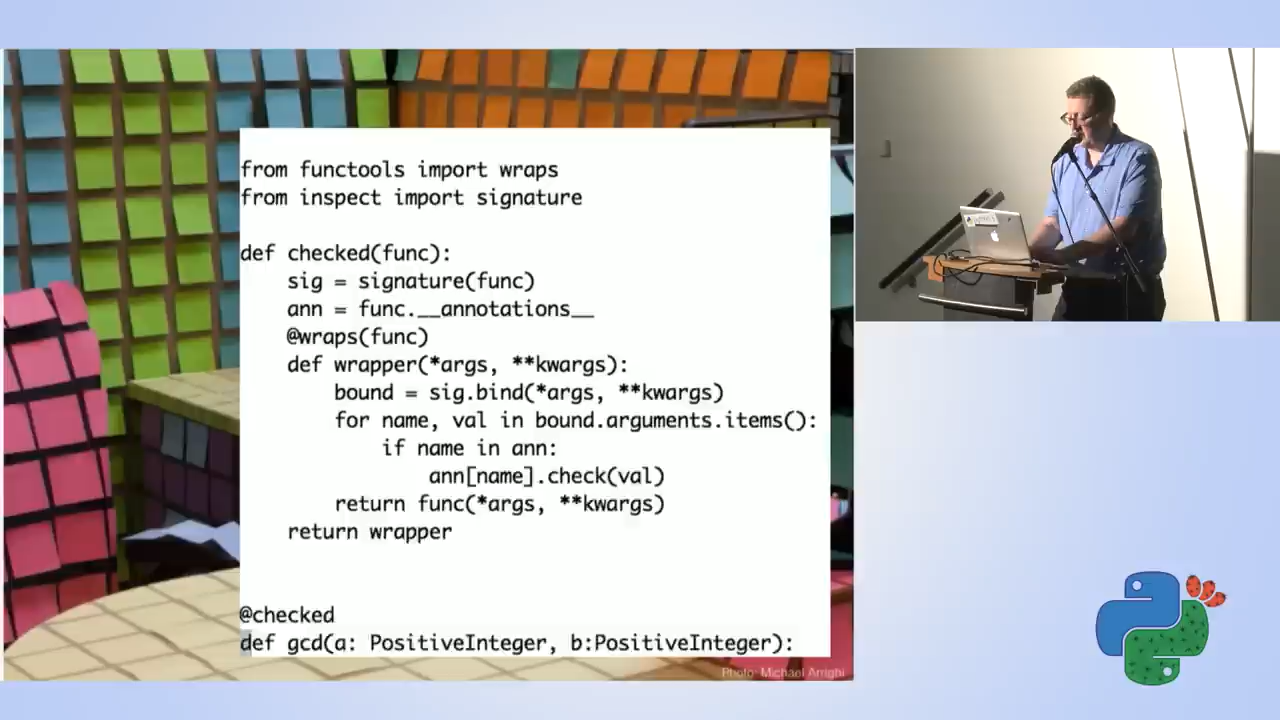 from functools import wraps
from inspect import signature
def checked(func):
    sig = signature(func)
    ann = func.__annotations__
    @wraps(func)
    def wrapper(*args, **kwargs):
        bound = sig.bind(*args, **kwargs)
        for name, val in bound.arguments.items():
            if name in ann:
                ann[name].check(val)
        return func(*args, **kwargs)
    return wrapper
@checked
def gcd(a: PositiveInteger, b:PositiveInteger):
Photo: Michael Arrighi